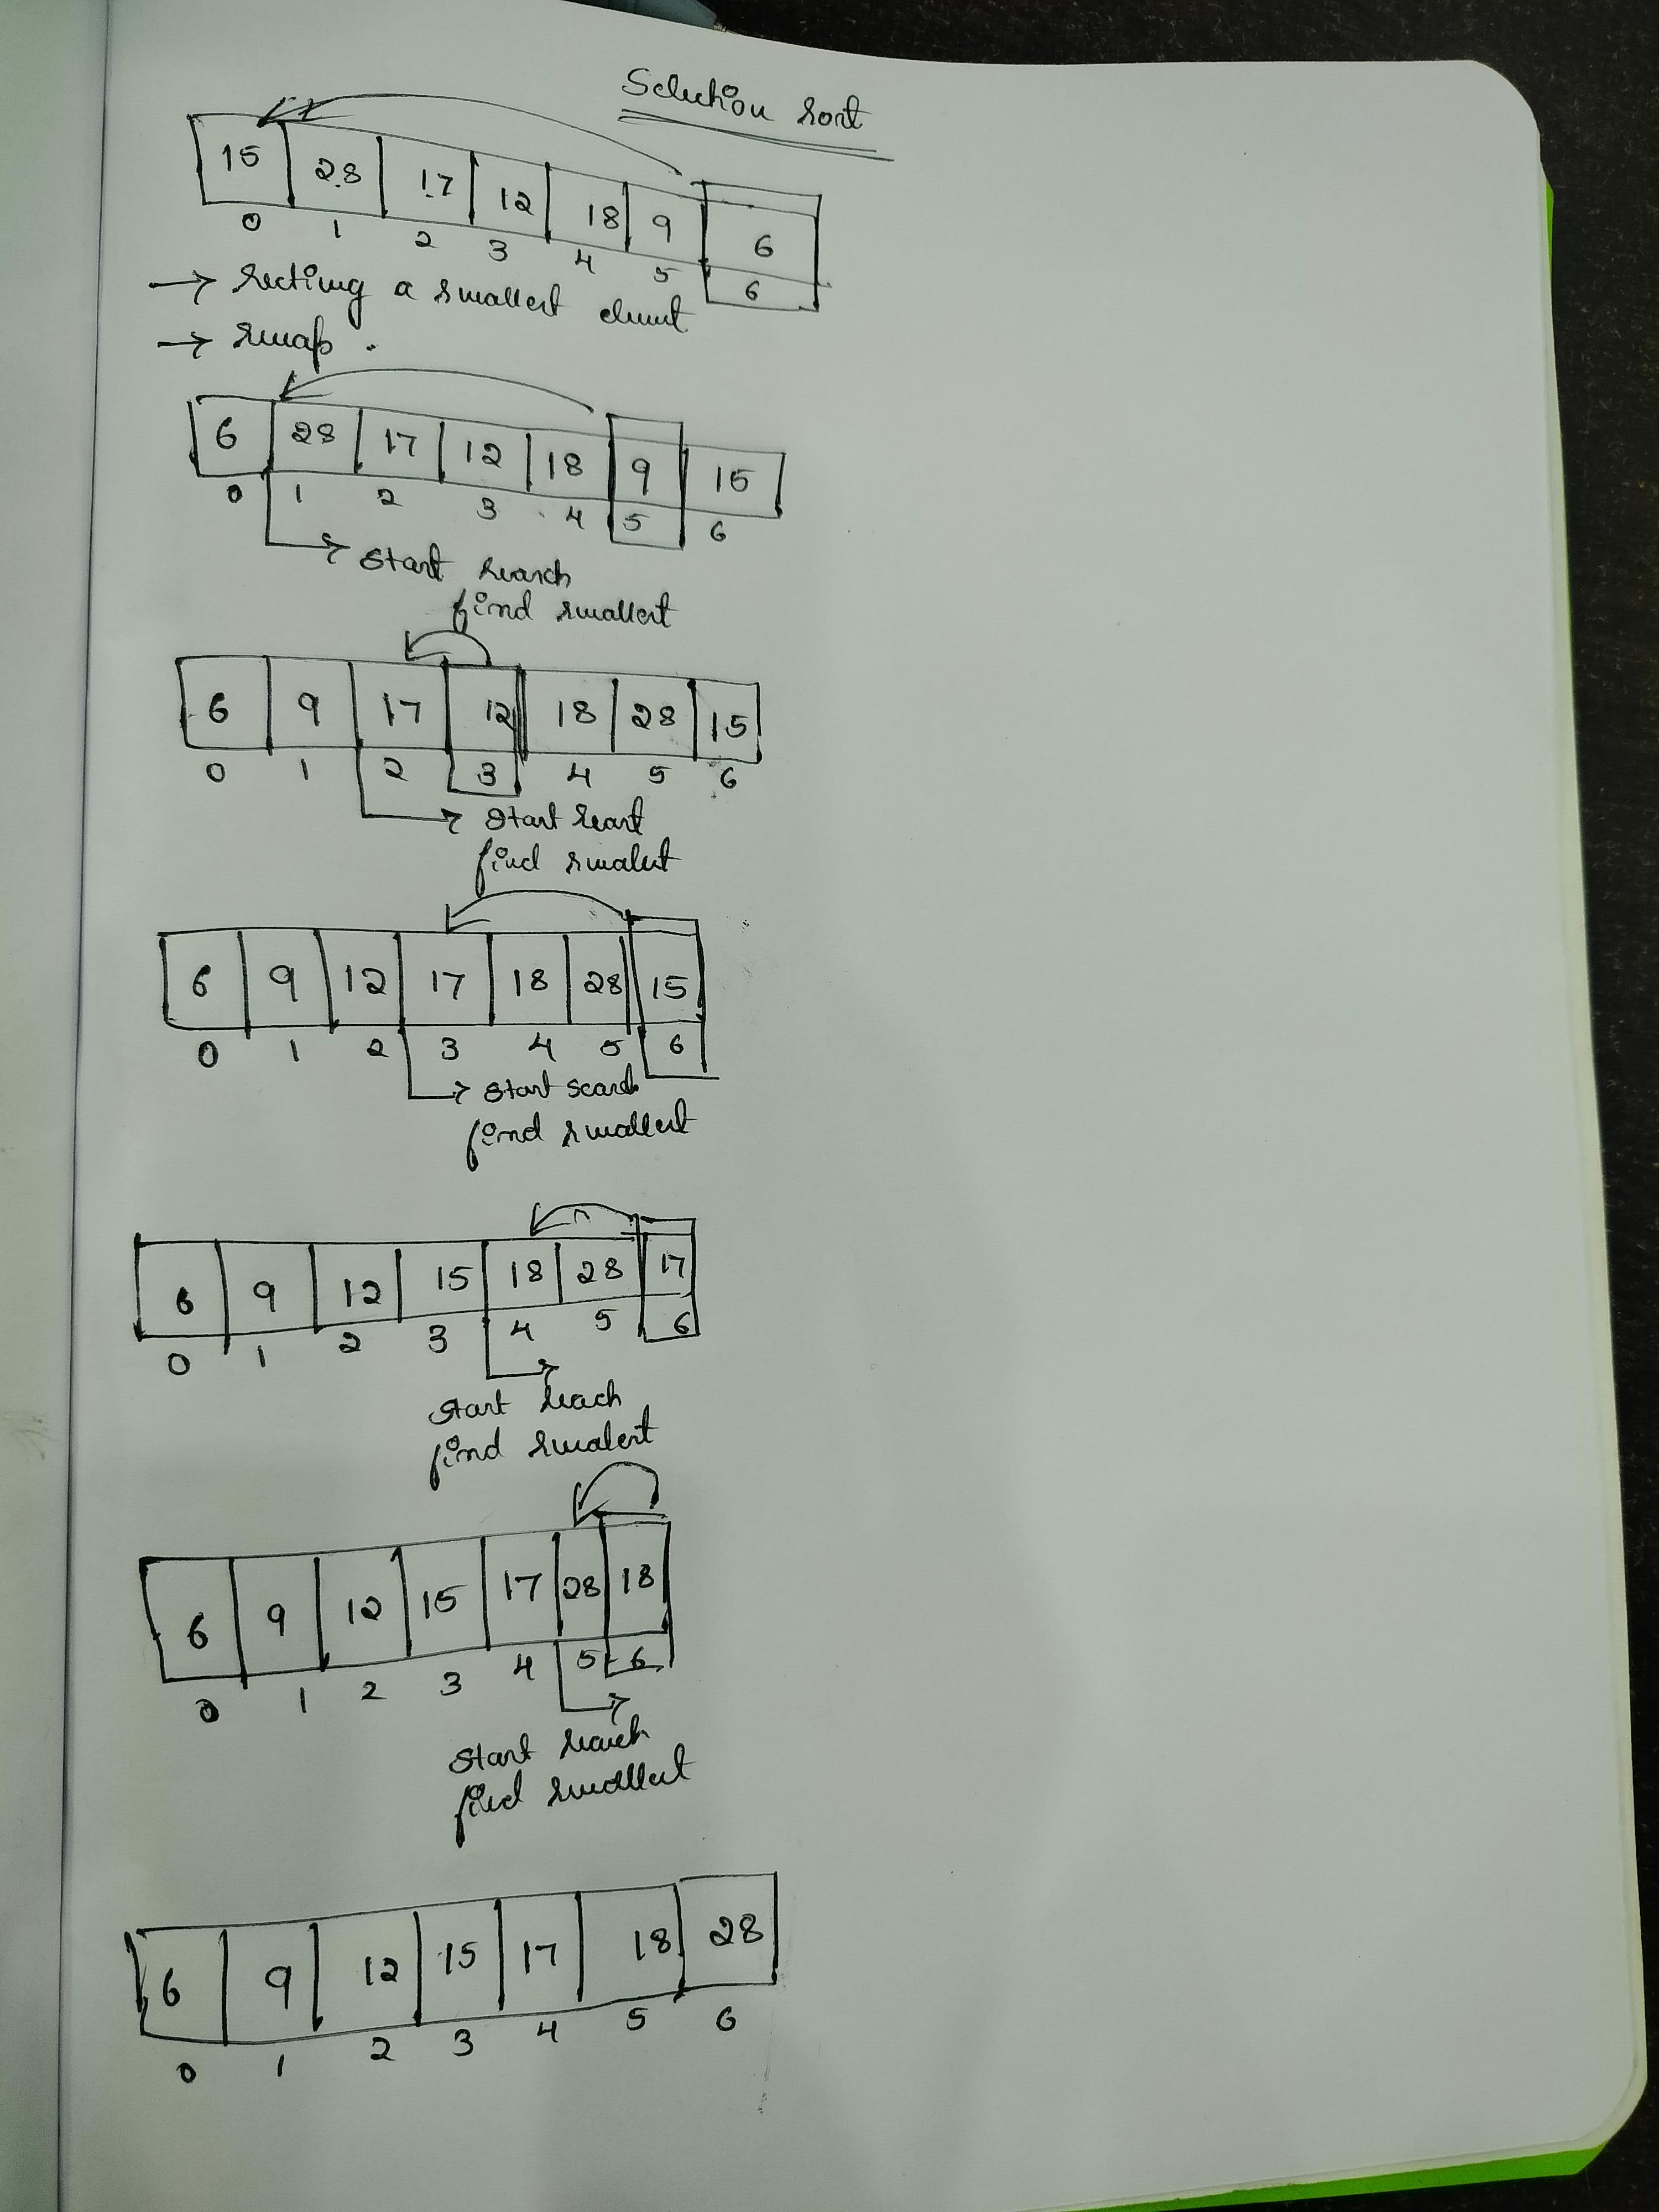 Selection sort
15 28 17 12 18 9 6
0 1 2 3 4 5 6
→ a smallest
→ swap.
6 28 17 12 18 9 15
0 1 2 3 4 5 6
start search
find smallest
6 9 17 12 18 28 15
0 1 2 3 4 5 6
start
find smalest
6 9 12 17 18 28 15
0 1 2 3 4 5 6
start search
find smallest
6 9 12 15 18 28 17
0 1 2 3 4 5 6
start
find smalest
6 9 12 15 17 28 18
0 1 2 3 4 5 6
start search
find smallest
6 9 12 15 17 18 28
0 1 2 3 4 5 6